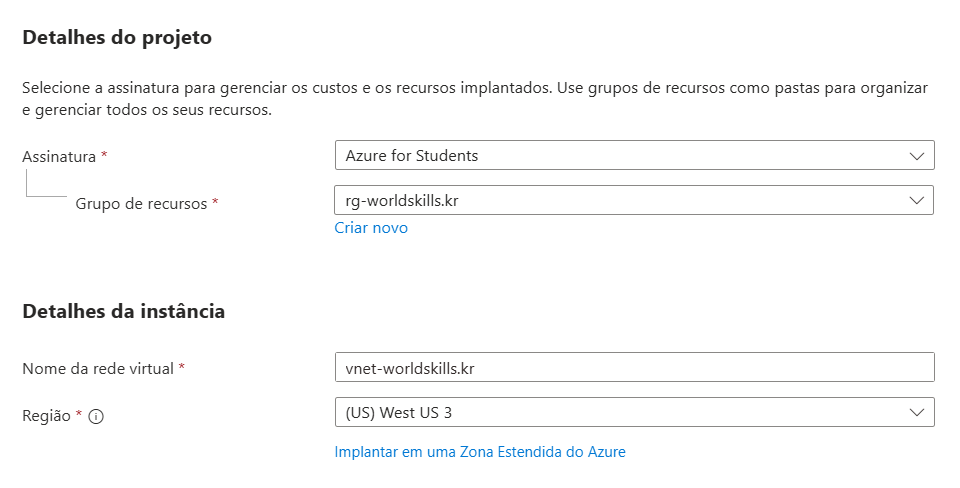 Detalhes do projeto
Selecione a assinatura para gerenciar os custos e os recursos implantados. Use grupos de recursos como pastas para organizar
e gerenciar todos os seus recursos.
Assinatura *
Azure for Students
Grupo de recursos *
rg-worldskills.kr
Criar novo
Detalhes da instância
Nome da rede virtual *
vnet-worldskills.kr
Região *
(US) West US 3
Implantar em uma Zona Estendida do Azure